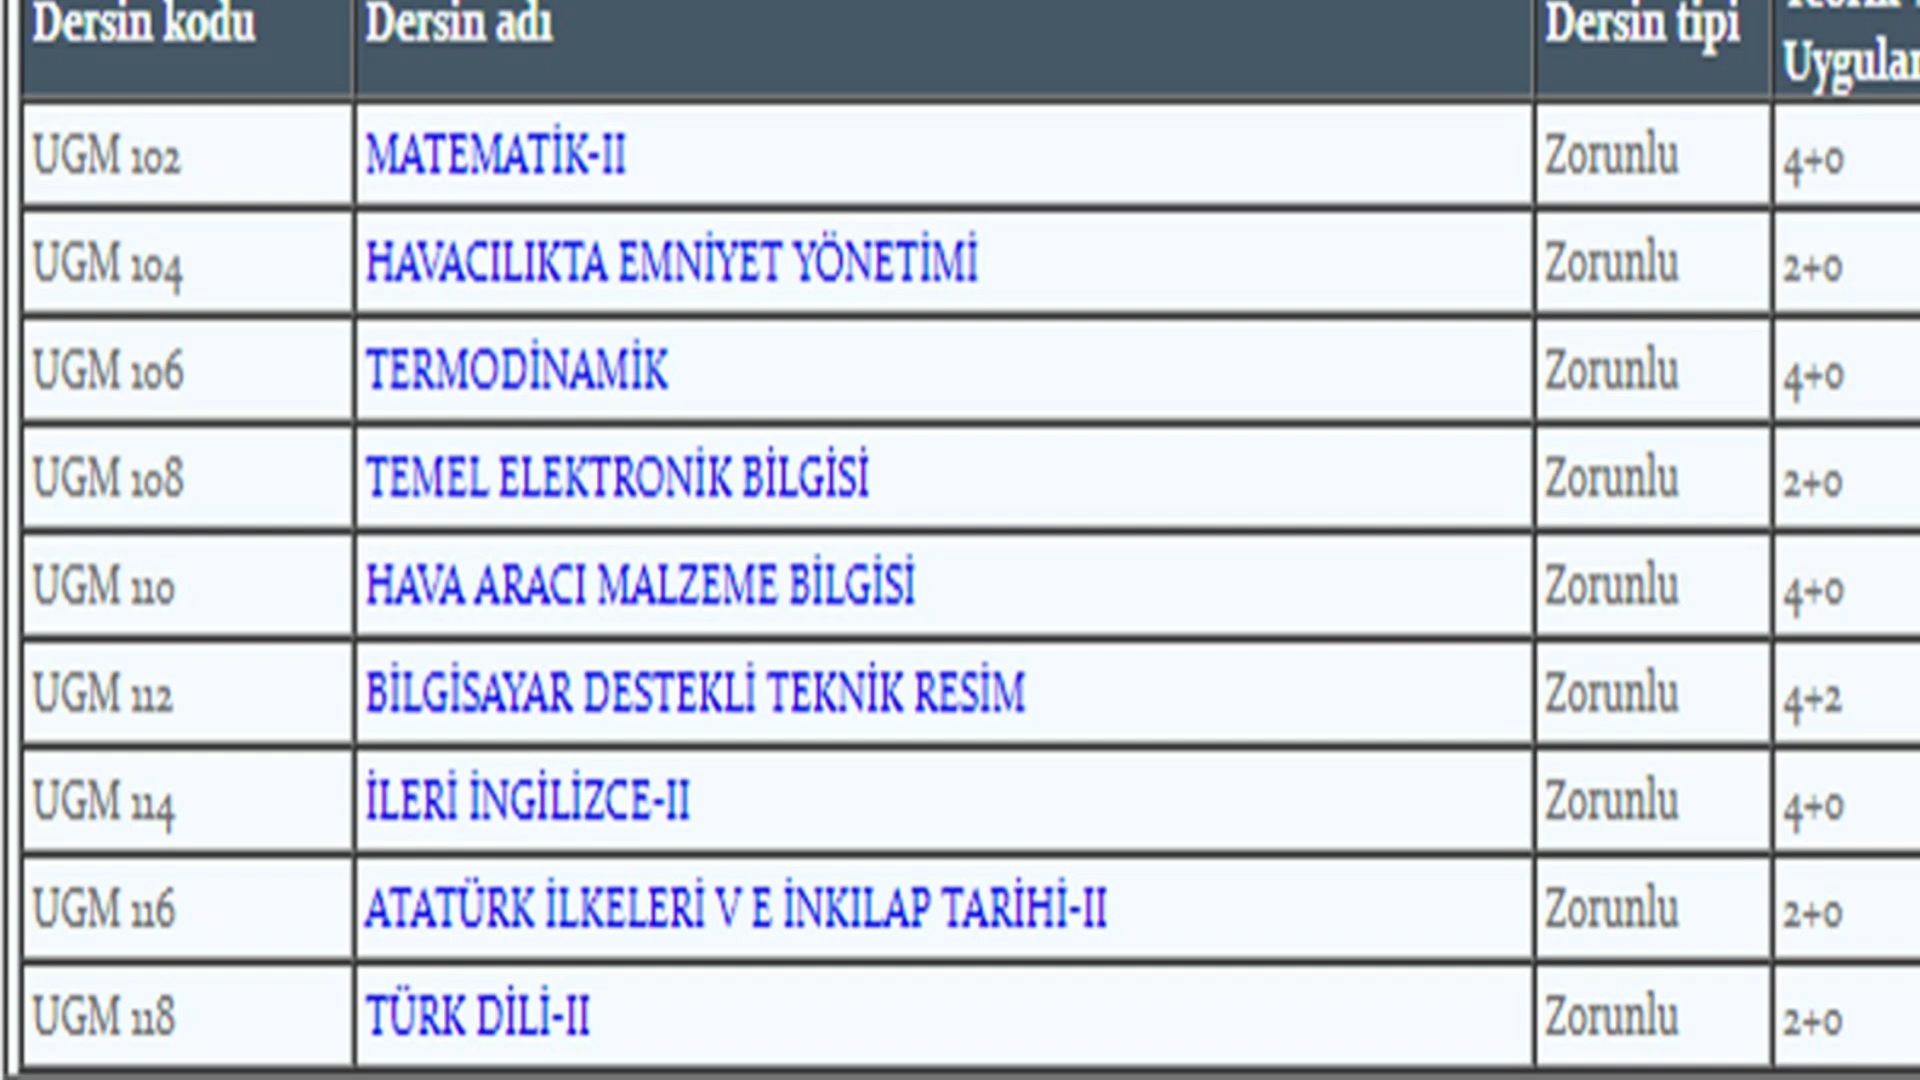 Dersin kodu Dersin adı Dersin tipi
UGM 102 MATEMATİK-II Zorunlu 4+0
UGM 104 HAVACILIKTA EMNİYET YÖNETİMİ Zorunlu 2+0
UGM 106 TERMODİNAMİK Zorunlu 4+0
UGM 108 TEMEL ELEKTRONİK BİLGİSİ Zorunlu 2+0
UGM 110 HAVA ARACI MALZEME BİLGİSİ Zorunlu 4+0
UGM 112 BİLGİSAYAR DESTEKLİ TEKNİK RESİM Zorunlu 4+2
UGM 114 İLERİ İNGİLİZCE-II Zorunlu 4+0
UGM 116 ATATÜRK İLKELERİ V E İNKILAP TARİHİ-II Zorunlu 2+0
UGM 118 TÜRK DİLİ-II Zorunlu 2+0